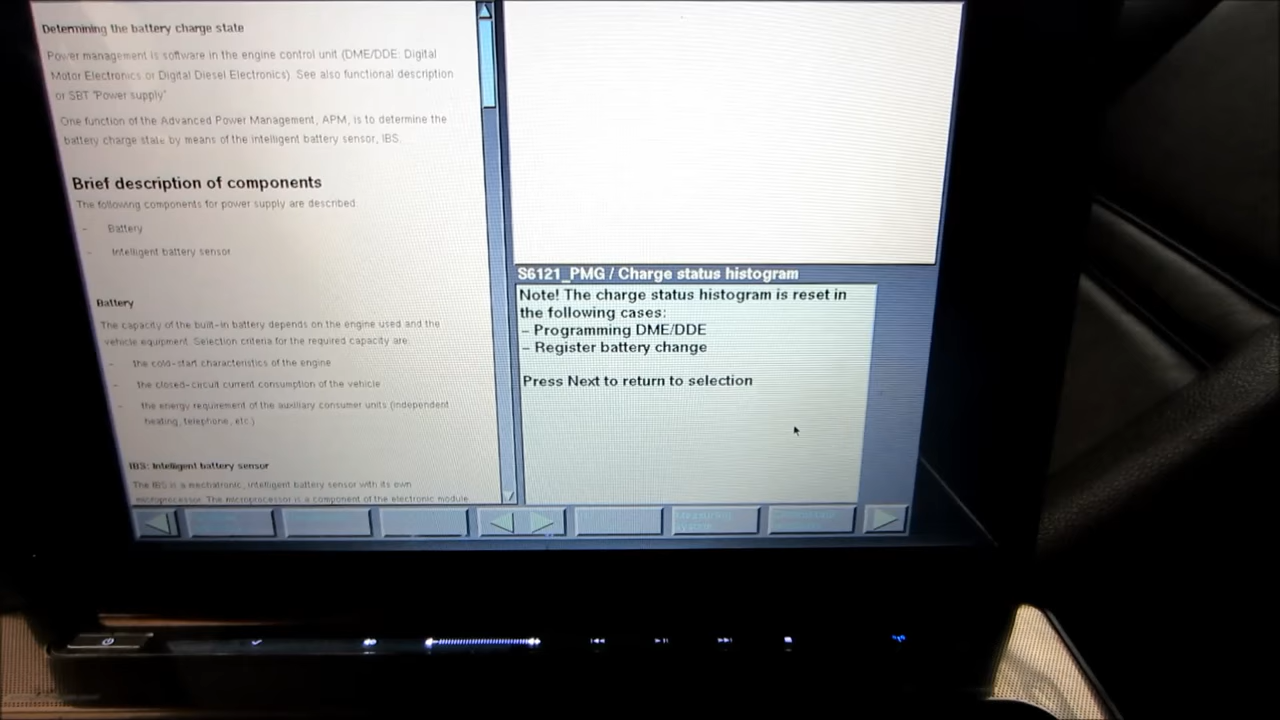 Determining the battery charge state
Power management is software in the engine control unit (DME/DDE: Digital
Motor Electronics or Digital Diesel Electronics). See also functional description
or SBT "Power supply"
One function of the Advanced Power Management, APM, is to determine the
battery charge state by means of the intelligent battery sensor, IBS.
Brief description of components
The following components for power supply are described.
- Battery
- Intelligent battery sensor
Battery
The capacity of the built-in battery depends on the engine used and the
vehicle equipment. Selection criteria for the required capacity are:
- the cold-start characteristics of the engine
- the closed-circuit current consumption of the vehicle
- the energy requirement of the auxiliary consumer units (independent
heating, telephone, etc.)
IBS: Intelligent battery sensor
The IBS is a mechatronic, intelligent battery sensor with its own
microprocessor. The microprocessor is a component of the electronic module
S6121_PMG / Charge status histogram
Note! The charge status histogram is reset in
the following cases:
- Programming DME/DDE
- Register battery change
Press Next to return to selection
Measuring
system